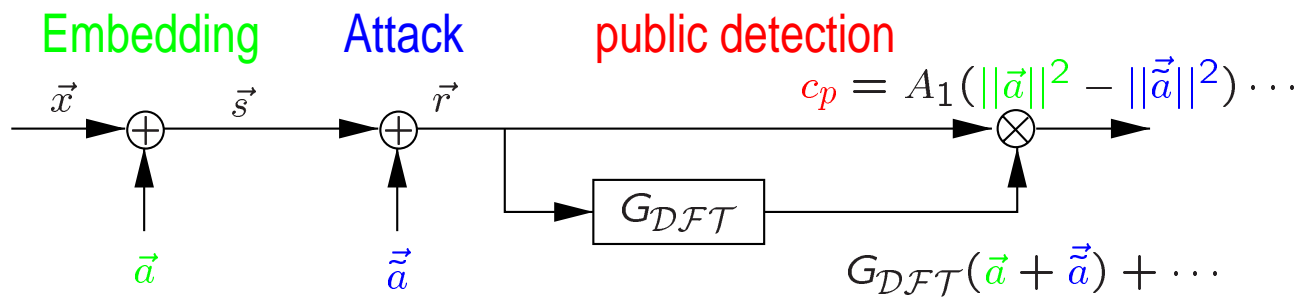 Embedding Attack public detection
x⃗ s⃗ r⃗ c_p = A_1(||a⃗||^2 − ||ã⃗||^2) ⋯
G_𝒟ℱ𝒯
a⃗ ã⃗ G_𝒟ℱ𝒯(a⃗ + ã⃗) + ⋯